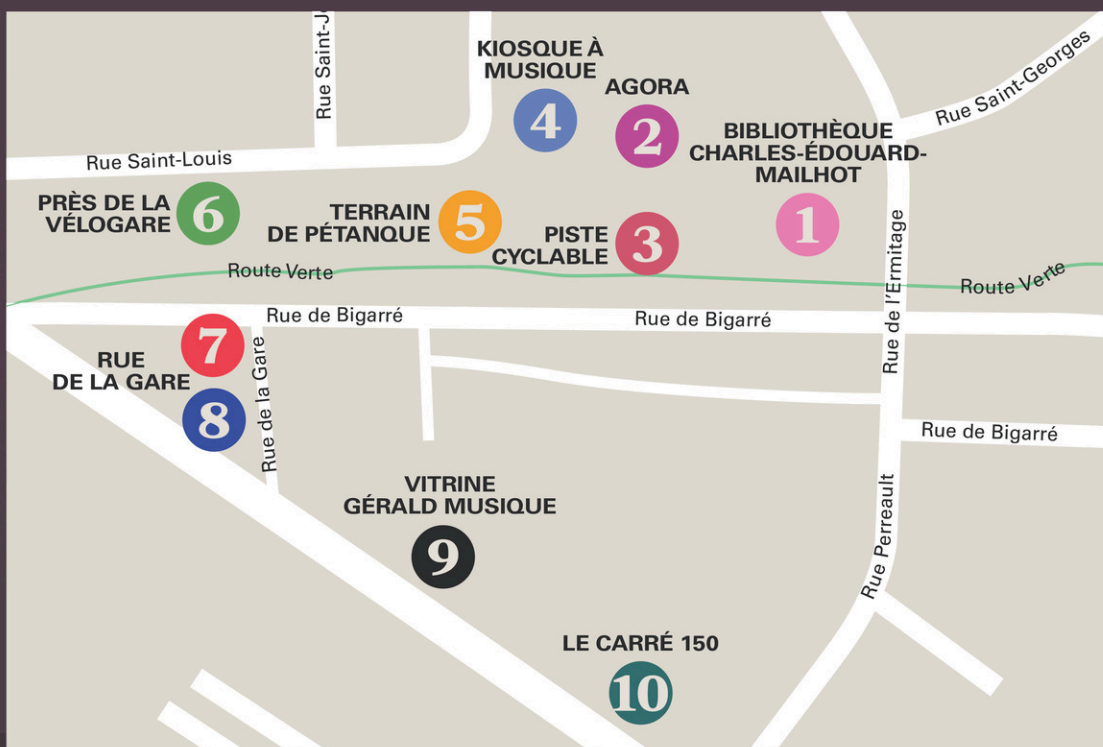 KIOSQUE À
MUSIQUE
4
AGORA
2
BIBLIOTHÈQUE
CHARLES-ÉDOUARD-
MAILHOT
1
Rue Saint-J
Rue Saint-Georges
Rue Saint-Louis
PRÈS DE LA
VÉLOGARE
6
TERRAIN
DE PÉTANQUE
5
PISTE
CYCLABLE
3
Rue de l'Ermitage
Route Verte
Route Verte
Rue de Bigarré
Rue de Bigarré
7
RUE
DE LA GARE
8
Rue de la Gare
Rue de Bigarré
VITRINE
GÉRALD MUSIQUE
9
Rue Perreault
LE CARRÉ 150
10